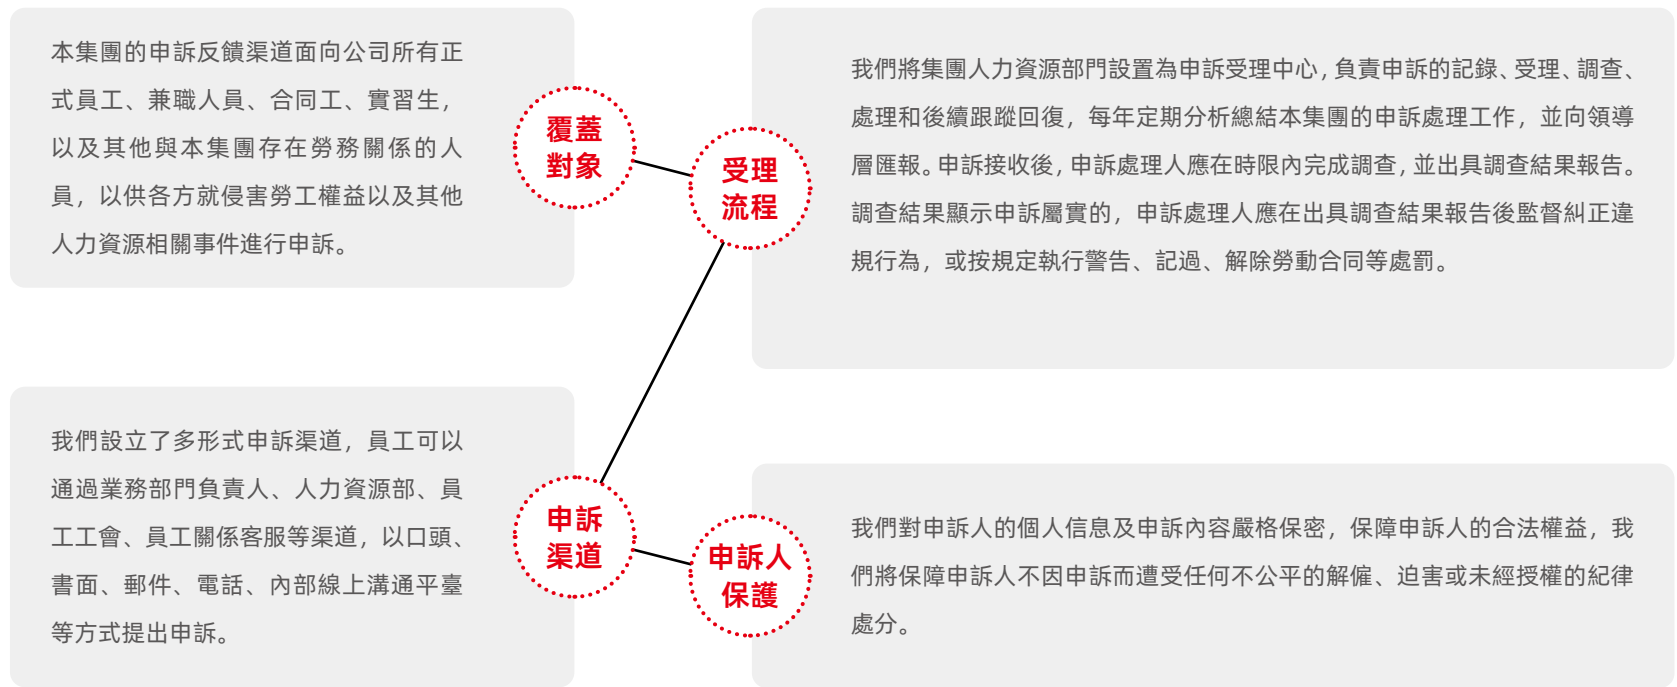 本集團的申訴反饋渠道面向公司所有正
式員工、兼職人員、合同工、實習生，
以及其他與本集團存在勞務關係的人
員，以供各方就侵害勞工權益以及其他
人力資源相關事件進行申訴。
覆蓋
對象
受理
流程
我們將集團人力資源部門設置為申訴受理中心，負責申訴的記錄、受理、調查、
處理和後續跟蹤回復，每年定期分析總結本集團的申訴處理工作，並向領導
層匯報。申訴接收後，申訴處理人應在時限內完成調查，並出具調查結果報告。
調查結果顯示申訴屬實的，申訴處理人應在出具調查結果報告後監督糾正違
規行為，或按規定執行警告、記過、解除勞動合同等處罰。
我們設立了多形式申訴渠道，員工可以
通過業務部門負責人、人力資源部、員
工工會、員工關係客服等渠道，以口頭、
書面、郵件、電話、內部線上溝通平臺
等方式提出申訴。
申訴
渠道
申訴人
保護
我們對申訴人的個人信息及申訴內容嚴格保密，保障申訴人的合法權益，我
們將保障申訴人不因申訴而遭受任何不公平的解僱、迫害或未經授權的紀律
處分。